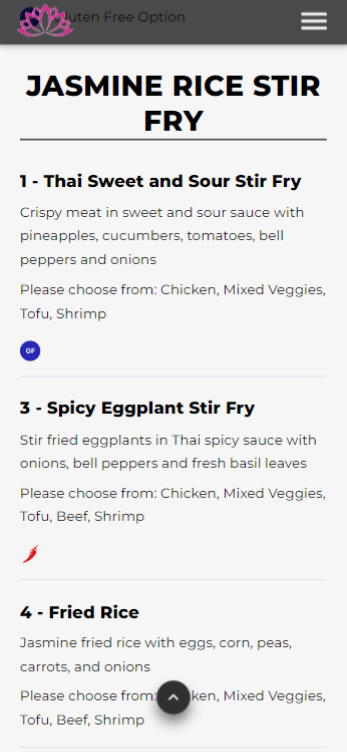 Gluten Free Option
JASMINE RICE STIR
FRY
1 - Thai Sweet and Sour Stir Fry
Crispy meat in sweet and sour sauce with
pineapples, cucumbers, tomatoes, bell
peppers and onions
Please choose from: Chicken, Mixed Veggies,
Tofu, Shrimp
GF
3 - Spicy Eggplant Stir Fry
Stir fried eggplants in Thai spicy sauce with
onions, bell peppers and fresh basil leaves
Please choose from: Chicken, Mixed Veggies,
Tofu, Beef, Shrimp
4 - Fried Rice
Jasmine fried rice with eggs, corn, peas,
carrots, and onions
Please choose from: Chicken, Mixed Veggies,
Tofu, Beef, Shrimp